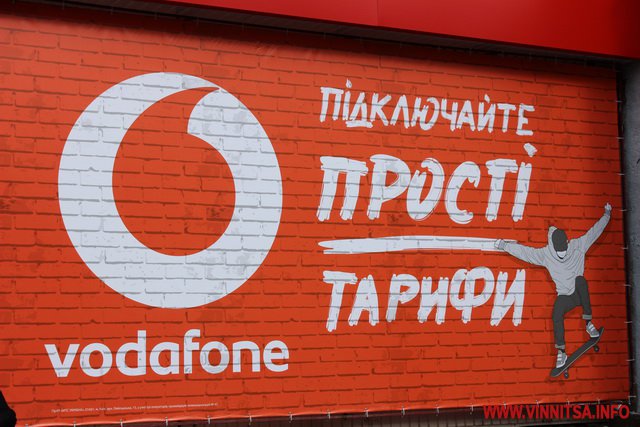 ПІДКЛЮЧАЙТЕ
ПРОСТІ
ТАРИФИ
vodafone
WWW.VINNITSA.INFO